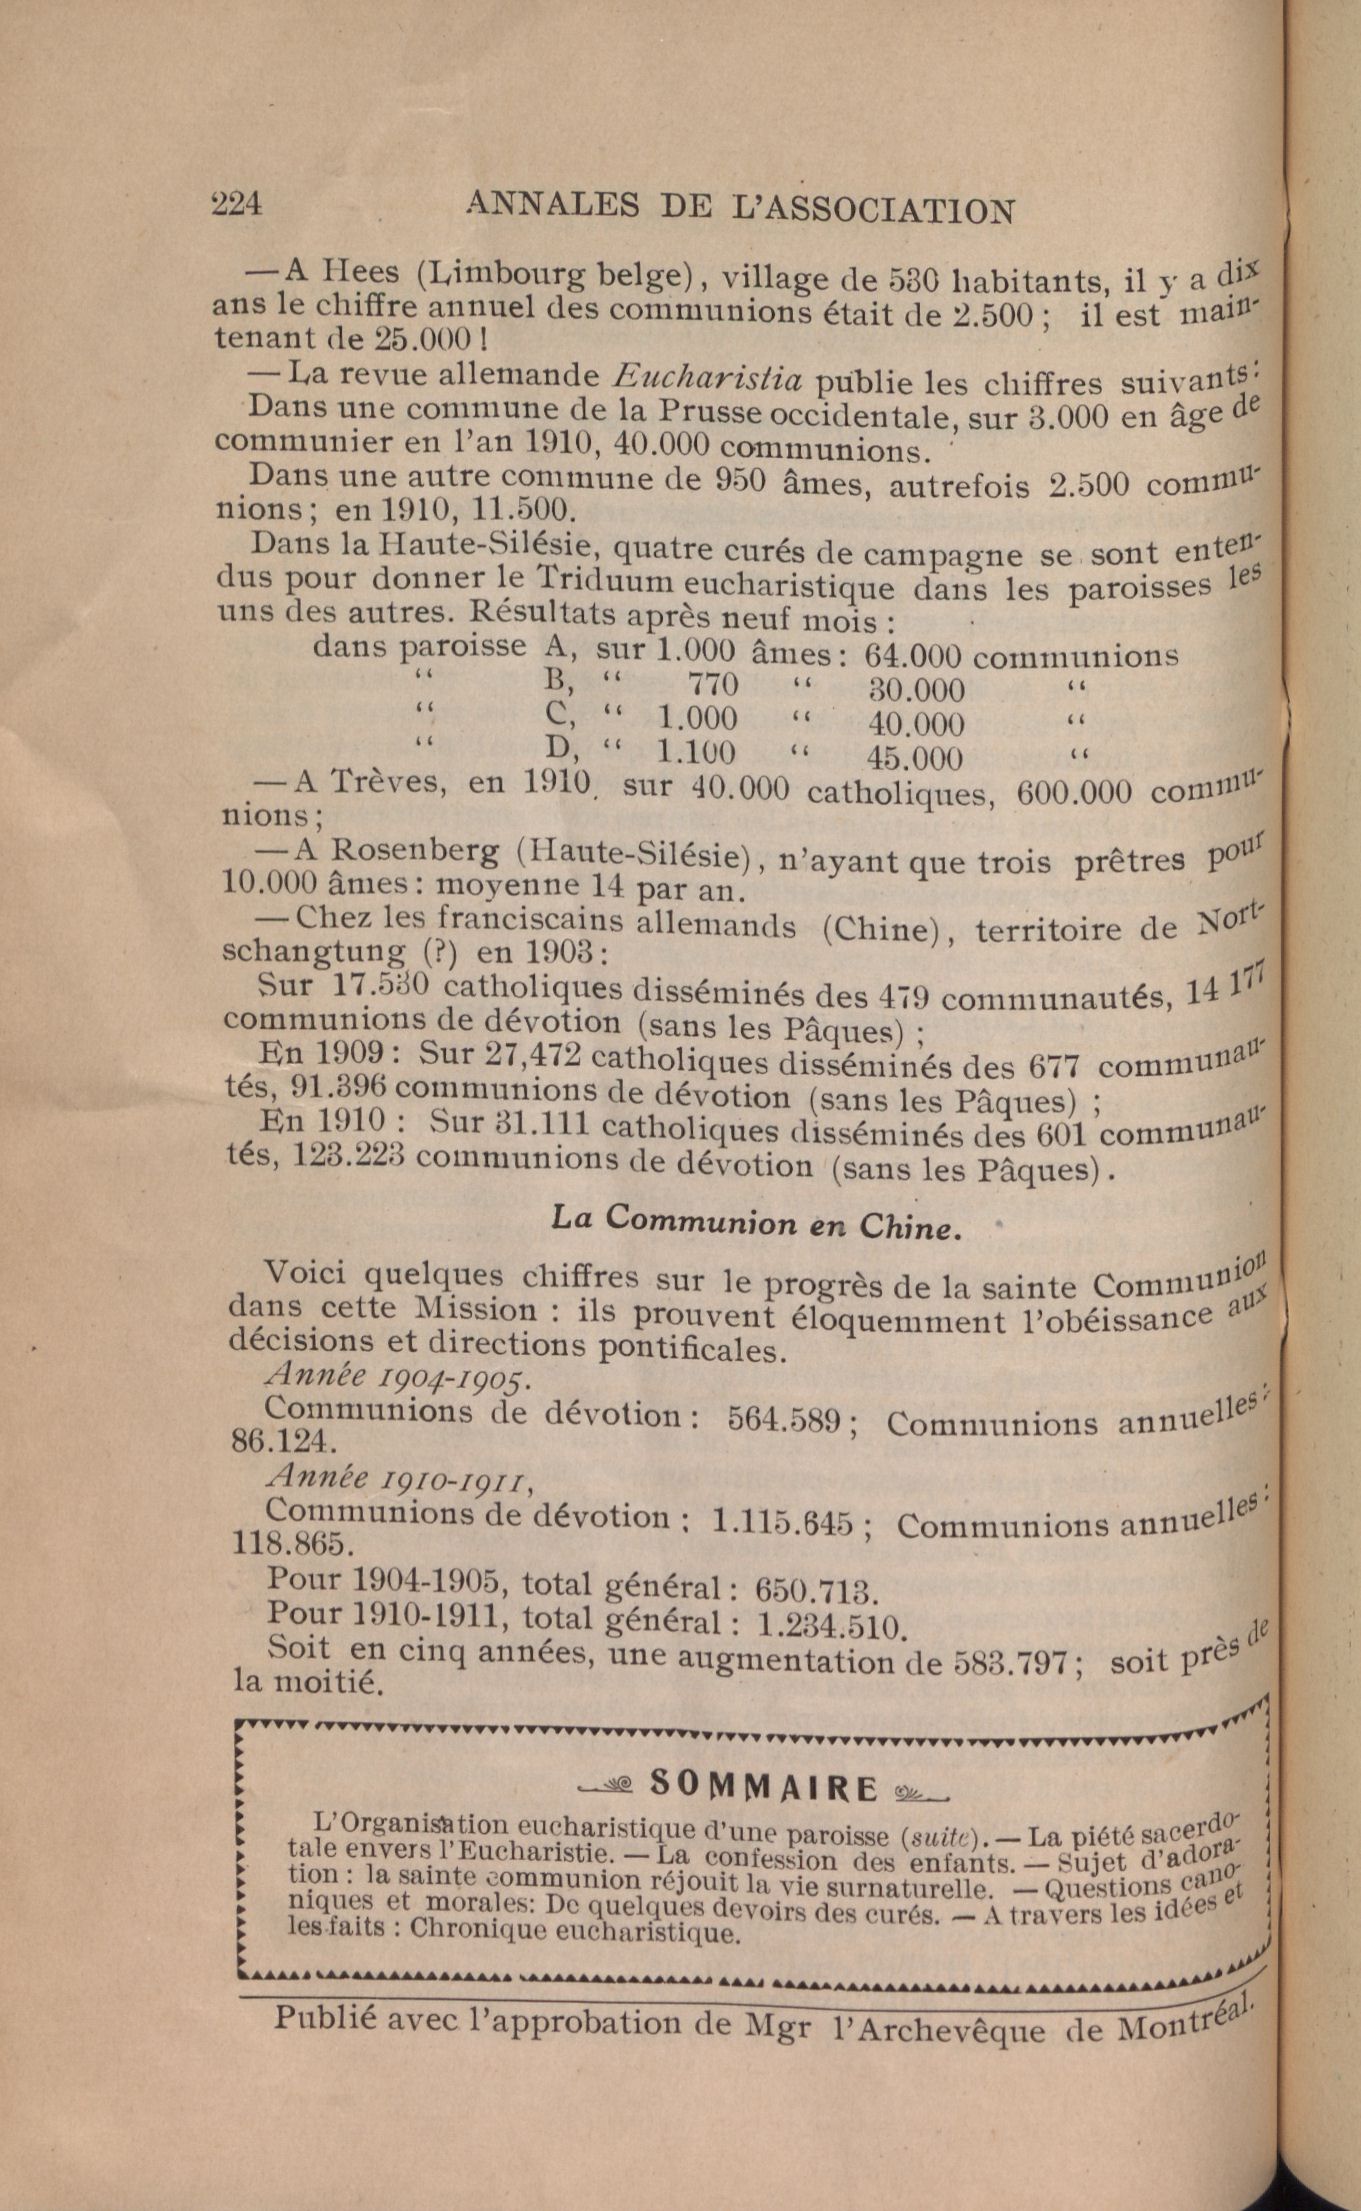 224 ANNALES DE L'ASSOCIATION
— A Hees (Limbourg belge), village de 530 habitants, il y a dix
ans le chiffre annuel des communions était de 2.500 ; il est main-
tenant de 25.000 !
— La revue allemande Eucharistia publie les chiffres suivants:
Dans une commune de la Prusse occidentale, sur 3.000 en âge de
communier en l'an 1910, 40.000 communions.
Dans une autre commune de 950 âmes, autrefois 2.500 commu-
nions ; en 1910, 11.500.
Dans la Haute-Silésie, quatre curés de campagne se sont enten-
dus pour donner le Triduum eucharistique dans les paroisses les
uns des autres. Résultats après neuf mois :
dans paroisse A, sur 1.000 âmes : 64.000 communions
“ B, “ 770 “ 30.000 “
“ C, “ 1.000 “ 40.000 “
“ D, “ 1.100 “ 45.000 “
— A Trèves, en 1910, sur 40.000 catholiques, 600.000 commu-
nions ;
— A Rosenberg (Haute-Silésie), n'ayant que trois prêtres pour
10.000 âmes : moyenne 14 par an.
— Chez les franciscains allemands (Chine), territoire de Nort-
schangtung (?) en 1903 :
Sur 17.530 catholiques disséminés des 479 communautés, 14 177
communions de dévotion (sans les Pâques) ;
En 1909 : Sur 27,472 catholiques disséminés des 677 communau-
tés, 91.396 communions de dévotion (sans les Pâques) ;
En 1910 : Sur 31.111 catholiques disséminés des 601 communau-
tés, 123.223 communions de dévotion (sans les Pâques).
La Communion en Chine.
Voici quelques chiffres sur le progrès de la sainte Communion
dans cette Mission : ils prouvent éloquemment l'obéissance aux
décisions et directions pontificales.
Année 1904-1905.
Communions de dévotion : 564.589 ; Communions annuelles :
86.124.
Année 1910-1911,
Communions de dévotion : 1.115.645 ; Communions annuelles :
118.865.
Pour 1904-1905, total général : 650.713.
Pour 1910-1911, total général : 1.234.510.
Soit en cinq années, une augmentation de 583.797 ; soit près de
la moitié.
SOMMAIRE
L'Organisation eucharistique d'une paroisse (suite). — La piété sacerdo-
tale envers l'Eucharistie. — La confession des enfants. — Sujet d'adora-
tion : la sainte communion réjouit la vie surnaturelle. — Questions cano-
niques et morales: De quelques devoirs des curés. — A travers les idées et
les faits : Chronique eucharistique.
Publié avec l'approbation de Mgr l'Archevêque de Montréal.